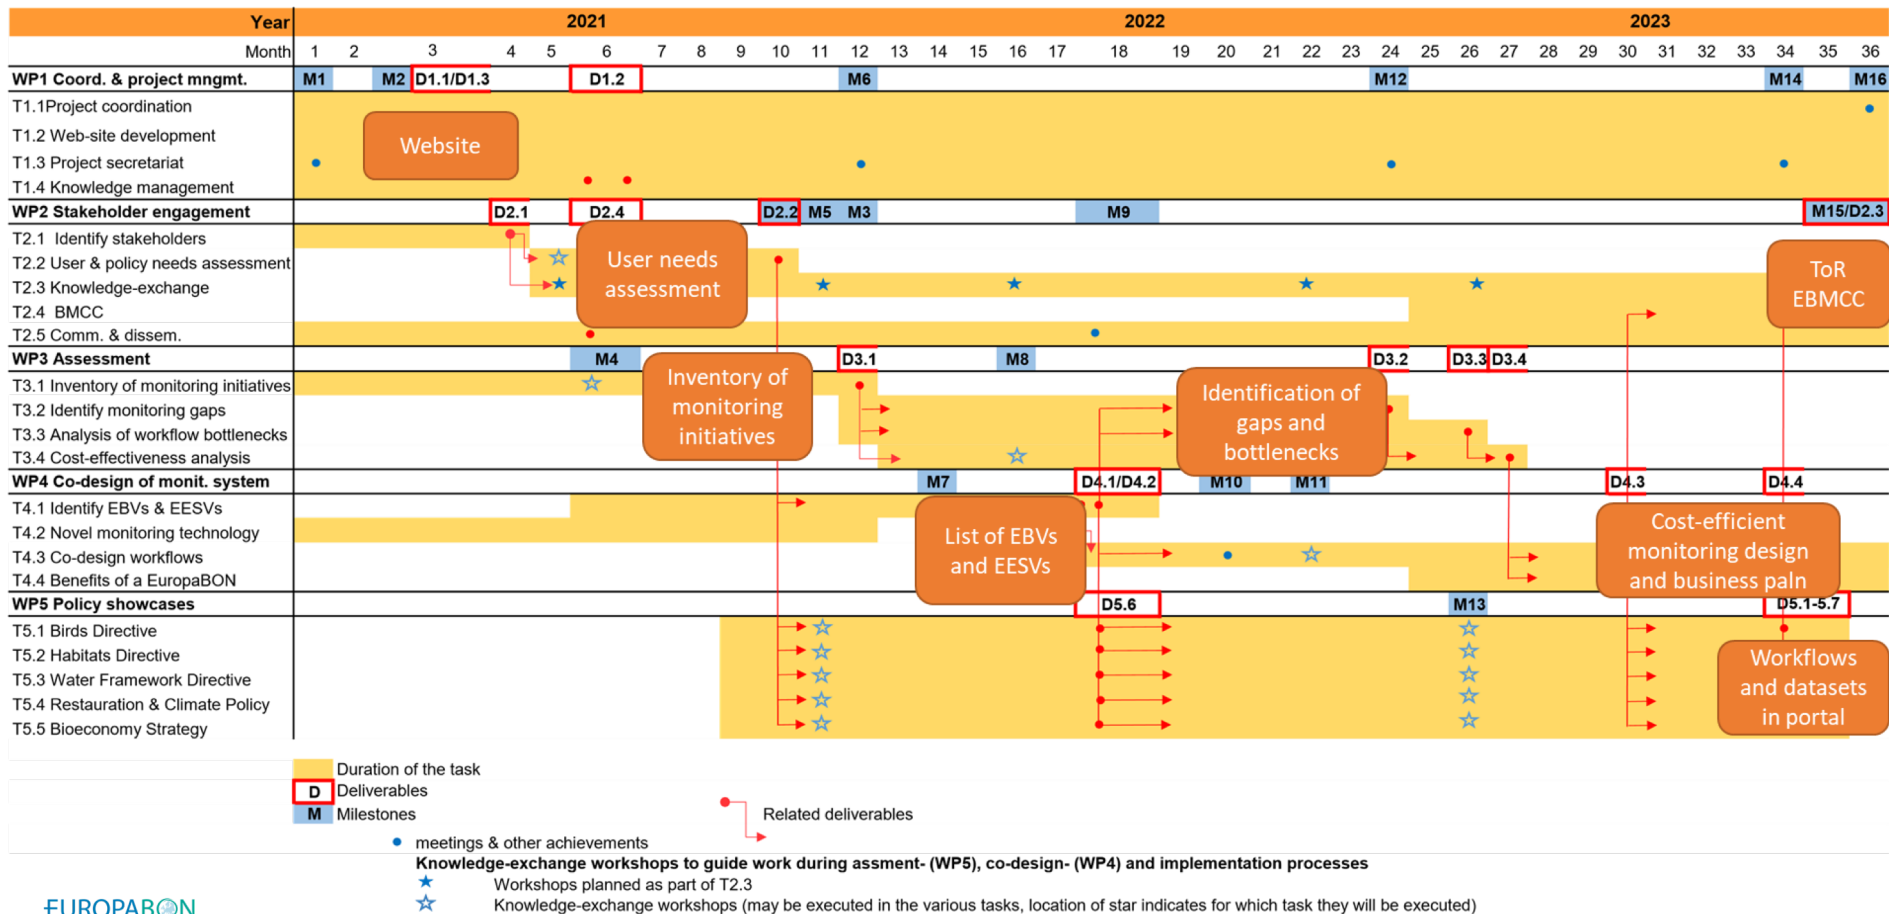 Year 2021 2022 2023
Month 1 2 3 4 5 6 7 8 9 10 11 12 13 14 15 16 17 18 19 20 21 22 23 24 25 26 27 28 29 30 31 32 33 34 35 36
WP1 Coord. & project mngmt. M1 M2 D1.1/D1.3 D1.2 M6 M12 M14 M16
T1.1Project coordination
T1.2 Web-site development
Website
T1.3 Project secretariat
T1.4 Knowledge management
WP2 Stakeholder engagement D2.1 D2.4 D2.2 M5 M3 M9 M15/D2.3
T2.1 Identify stakeholders
T2.2 User & policy needs assessment
User needs
assessment
ToR
EBMCC
T2.3 Knowledge-exchange
T2.4 BMCC
T2.5 Comm. & dissem.
WP3 Assessment M4 D3.1 M8 D3.2 D3.3 D3.4
T3.1 Inventory of monitoring initiatives
Inventory of
monitoring
initiatives
Identification of
gaps and
bottlenecks
T3.2 Identify monitoring gaps
T3.3 Analysis of workflow bottlenecks
T3.4 Cost-effectiveness analysis
WP4 Co-design of monit. system M7 D4.1/D4.2 M10 M11 D4.3 D4.4
T4.1 Identify EBVs & EESVs
T4.2 Novel monitoring technology
List of EBVs
and EESVs
Cost-efficient
monitoring design
and business paln
T4.3 Co-design workflows
T4.4 Benefits of a EuropaBON
WP5 Policy showcases D5.6 M13 D5.1-5.7
T5.1 Birds Directive
T5.2 Habitats Directive
T5.3 Water Framework Directive
Workflows
and datasets
in portal
T5.4 Restauration & Climate Policy
T5.5 Bioeconomy Strategy
Duration of the task
D Deliverables
M Milestones
Related deliverables
meetings & other achievements
Knowledge-exchange workshops to guide work during assment- (WP5), co-design- (WP4) and implementation processes
Workshops planned as part of T2.3
Knowledge-exchange workshops (may be executed in the various tasks, location of star indicates for which task they will be executed)
EUROPABON